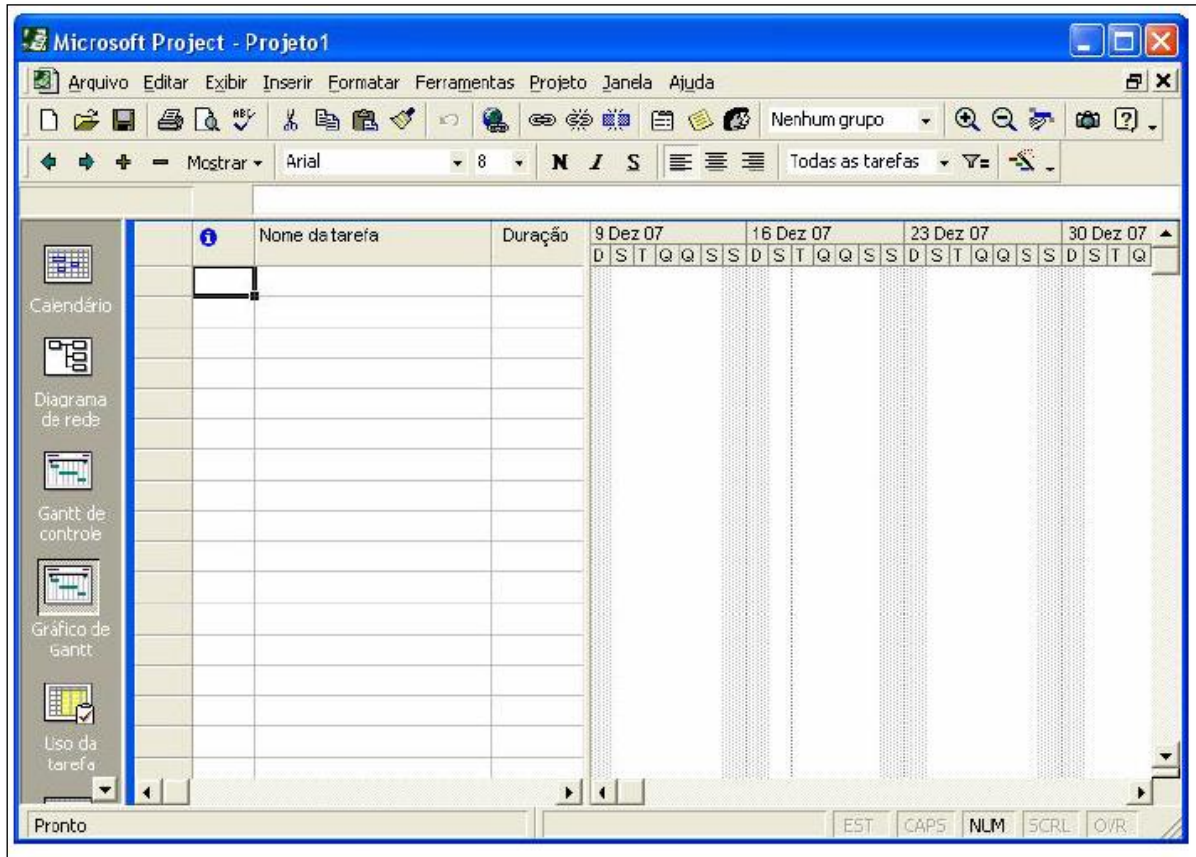 Microsoft Project - Projeto1
Arquivo Editar Exibir Inserir Formatar Ferramentas Projeto Janela Ajuda
ABC Nenhum grupo ?
Mostrar Arial 8 N I S Todas as tarefas
Nome da tarefa Duração 9 Dez 07 16 Dez 07 23 Dez 07 30 Dez 07
D S T Q Q S S D S T Q Q S S D S T Q Q S S D S T Q
Calendário
Diagrama
de rede
Gantt de
controle
Gráfico de
Gantt
Uso da
tarefa
Pronto EST CAPS NUM SCRL O/R